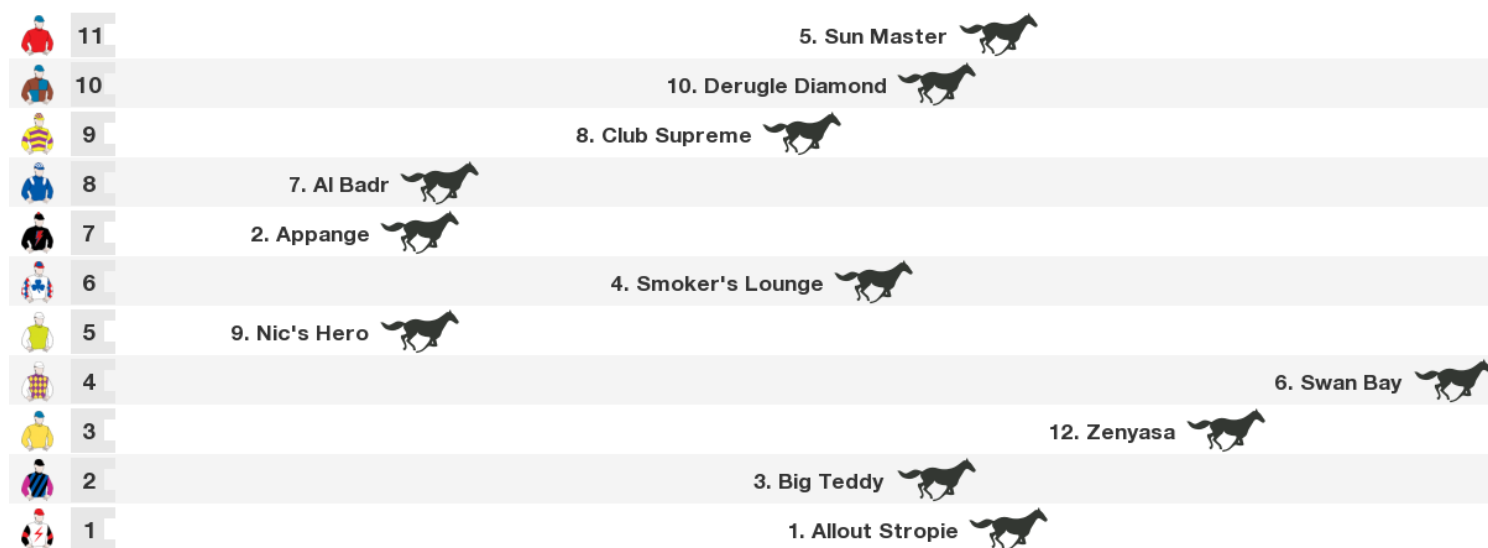 11 5. Sun Master
10 10. Derugle Diamond
9 8. Club Supreme
8 7. Al Badr
7 2. Appange
6 4. Smoker's Lounge
5 9. Nic's Hero
4 6. Swan Bay
3 12. Zenyasa
2 3. Big Teddy
1 1. Allout Stropie